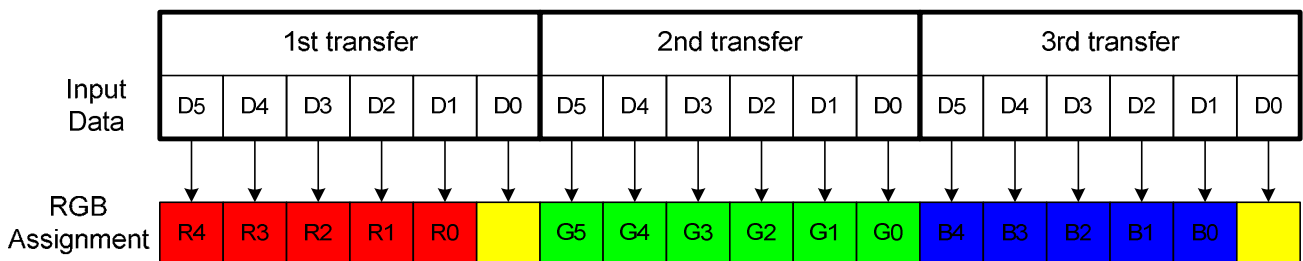 1st transfer 2nd transfer 3rd transfer
Input
Data
D5 D4 D3 D2 D1 D0 D5 D4 D3 D2 D1 D0 D5 D4 D3 D2 D1 D0
RGB
Assignment
R4 R3 R2 R1 R0 G5 G4 G3 G2 G1 G0 B4 B3 B2 B1 B0